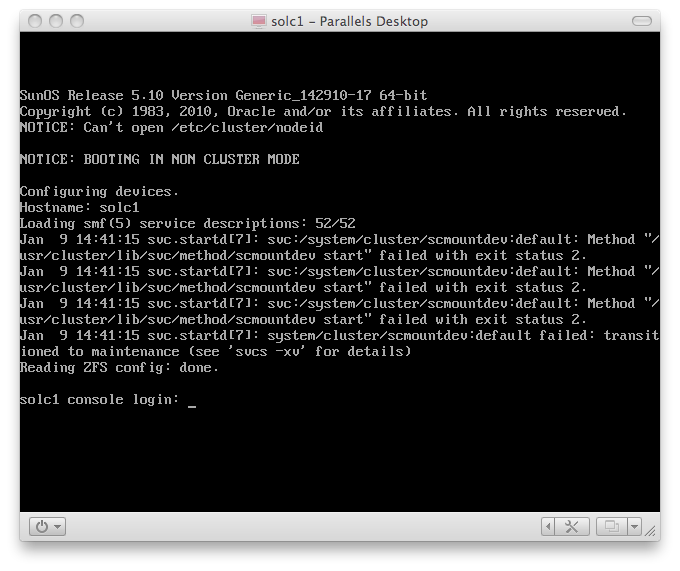 solc1 - Parallels Desktop
SunOS Release 5.10 Version Generic_142910-17 64-bit
Copyright (c) 1983, 2010, Oracle and/or its affiliates. All rights reserved.
NOTICE: Can't open /etc/cluster/nodeid
NOTICE: BOOTING IN NON CLUSTER MODE
Configuring devices.
Hostname: solc1
Loading smf(5) service descriptions: 52/52
Jan  9 14:41:15 svc.startd[7]: svc:/system/cluster/scmountdev:default: Method "/
usr/cluster/lib/svc/method/scmountdev start" failed with exit status 2.
Jan  9 14:41:15 svc.startd[7]: svc:/system/cluster/scmountdev:default: Method "/
usr/cluster/lib/svc/method/scmountdev start" failed with exit status 2.
Jan  9 14:41:15 svc.startd[7]: svc:/system/cluster/scmountdev:default: Method "/
usr/cluster/lib/svc/method/scmountdev start" failed with exit status 2.
Jan  9 14:41:15 svc.startd[7]: system/cluster/scmountdev:default failed: transit
ioned to maintenance (see 'svcs -xv' for details)
Reading ZFS config: done.
solc1 console login: _